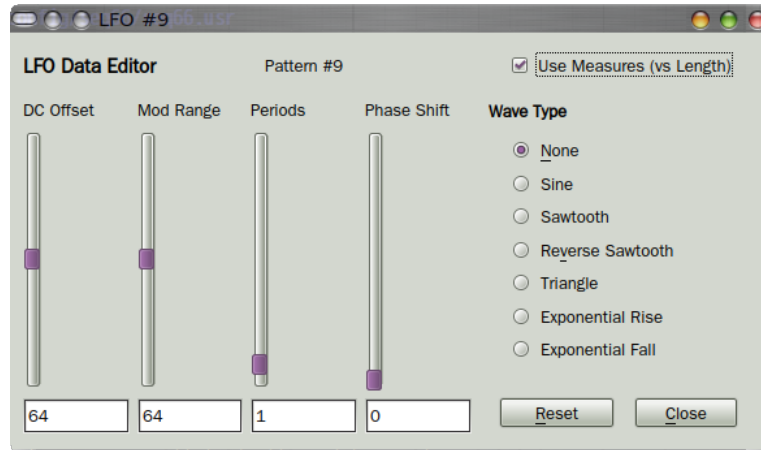 LFO #9
LFO Data Editor
Pattern #9
Use Measures (vs Length)
DC Offset
Mod Range
Periods
Phase Shift
Wave Type
None
Sine
Sawtooth
Reverse Sawtooth
Triangle
Exponential Rise
Exponential Fall
64
64
1
0
Reset
Close